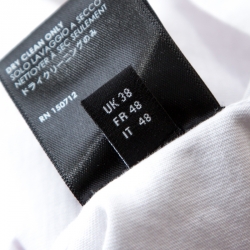 DRY CLEAN ONLY
SOLO LAVAGGIO A SECCO
NETTOYER A SEC SEULEMENT
ドライクリーニングのみ
RN 150712
UK 38
FR 48
IT 48